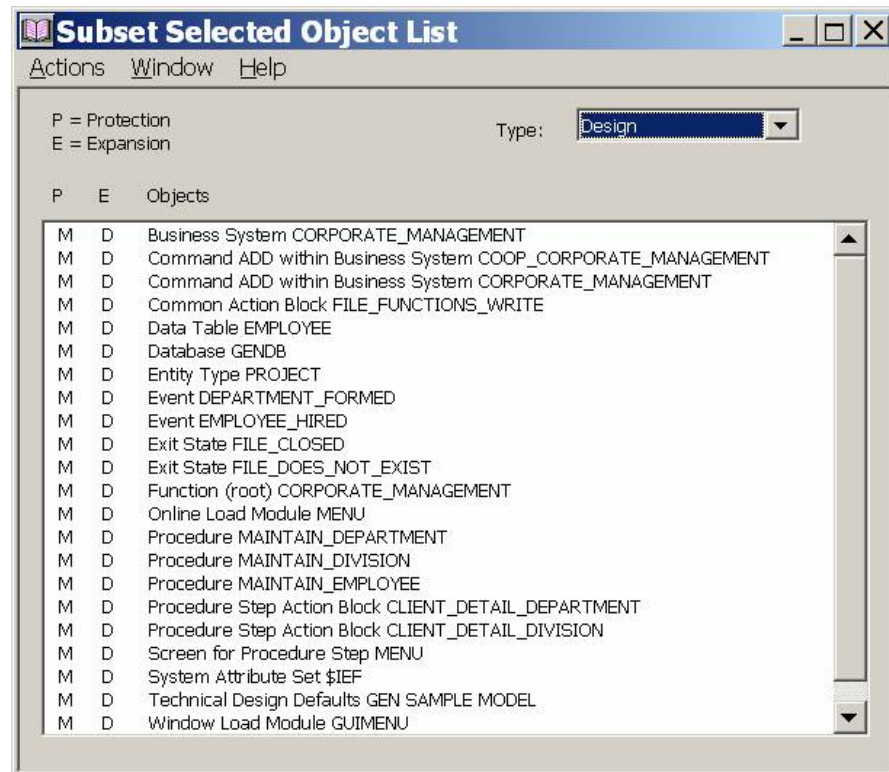 Subset Selected Object List
Actions Window Help
P = Protection
E = Expansion
Type: Design
P E Objects
M D Business System CORPORATE_MANAGEMENT
M D Command ADD within Business System COOP_CORPORATE_MANAGEMENT
M D Command ADD within Business System CORPORATE_MANAGEMENT
M D Common Action Block FILE_FUNCTIONS_WRITE
M D Data Table EMPLOYEE
M D Database GENDB
M D Entity Type PROJECT
M D Event DEPARTMENT_FORMED
M D Event EMPLOYEE_HIRED
M D Exit State FILE_CLOSED
M D Exit State FILE_DOES_NOT_EXIST
M D Function (root) CORPORATE_MANAGEMENT
M D Online Load Module MENU
M D Procedure MAINTAIN_DEPARTMENT
M D Procedure MAINTAIN_DIVISION
M D Procedure MAINTAIN_EMPLOYEE
M D Procedure Step Action Block CLIENT_DETAIL_DEPARTMENT
M D Procedure Step Action Block CLIENT_DETAIL_DIVISION
M D Screen for Procedure Step MENU
M D System Attribute Set $IEF
M D Technical Design Defaults GEN SAMPLE MODEL
M D Window Load Module GUIMENU